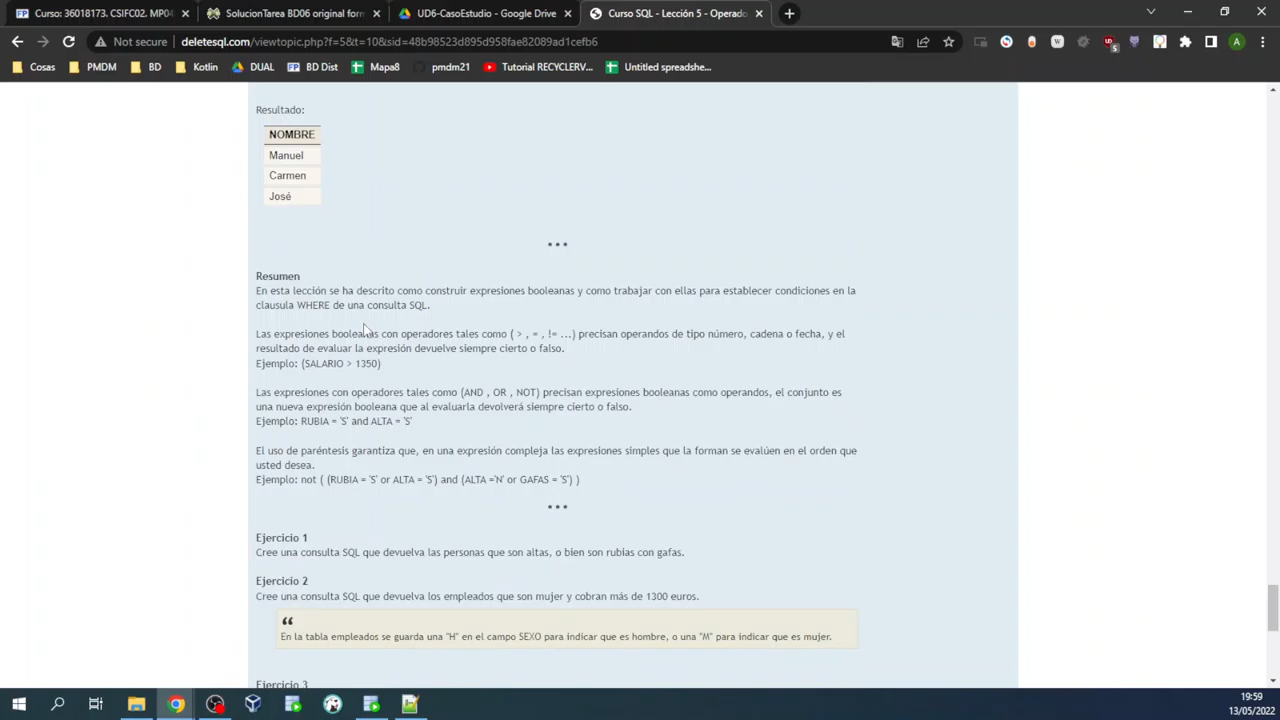 Curso: 36018173. CSIFC02. MP04
SolucionTarea BD06 original form
UD6-CasoEstudio - Google Drive
Curso SQL - Lección 5 - Operado
Not secure
deletesql.com/viewtopic.php?f=5&t=10&sid=48b98523d895d958fae82089ad1cefb6
Cosas
PMDM
BD
Kotlin
DUAL
BD Dist
Mapa8
pmdm21
Tutorial RECYCLERV...
Untitled spreadshe...
Resultado:
NOMBRE
Manuel
Carmen
José
Resumen
En esta lección se ha descrito como construir expresiones booleanas y como trabajar con ellas para establecer condiciones en la
clausula WHERE de una consulta SQL.
Las expresiones booleanas con operadores tales como ( > , = , != ...) precisan operandos de tipo número, cadena o fecha, y el
resultado de evaluar la expresión devuelve siempre cierto o falso.
Ejemplo: (SALARIO > 1350)
Las expresiones con operadores tales como (AND , OR , NOT) precisan expresiones booleanas como operandos, el conjunto es
una nueva expresión booleana que al evaluarla devolverá siempre cierto o falso.
Ejemplo: RUBIA = 'S' and ALTA = 'S'
El uso de paréntesis garantiza que, en una expresión compleja las expresiones simples que la forman se evalúen en el orden que
usted desea.
Ejemplo: not ( (RUBIA = 'S' or ALTA = 'S') and (ALTA ='N' or GAFAS = 'S') )
Ejercicio 1
Cree una consulta SQL que devuelva las personas que son altas, o bien son rubias con gafas.
Ejercicio 2
Cree una consulta SQL que devuelva los empleados que son mujer y cobran más de 1300 euros.
En la tabla empleados se guarda una "H" en el campo SEXO para indicar que es hombre, o una "M" para indicar que es mujer.
Ejercicio 3
19:59
13/05/2022